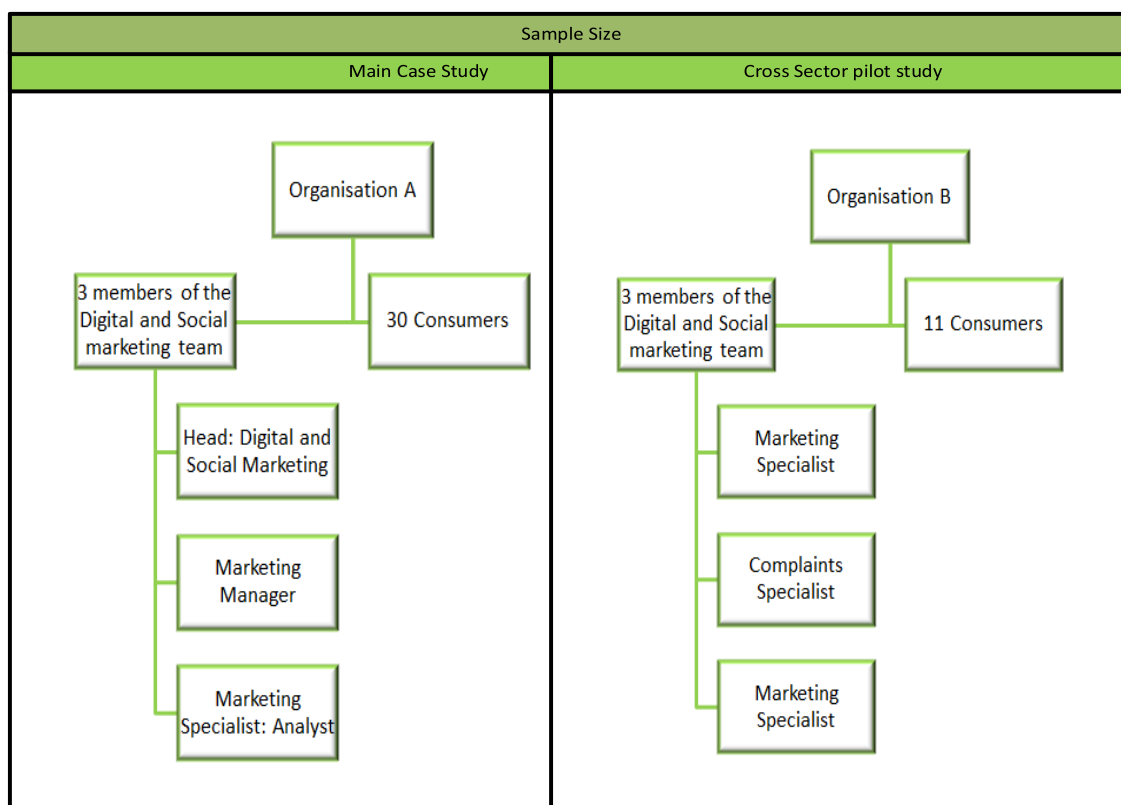 Sample Size
Main Case Study
Cross Sector pilot study
Organisation A
3 members of the
Digital and Social
marketing team
30 Consumers
Head: Digital and
Social Marketing
Marketing
Manager
Marketing
Specialist: Analyst
Organisation B
3 members of the
Digital and Social
marketing team
11 Consumers
Marketing
Specialist
Complaints
Specialist
Marketing
Specialist